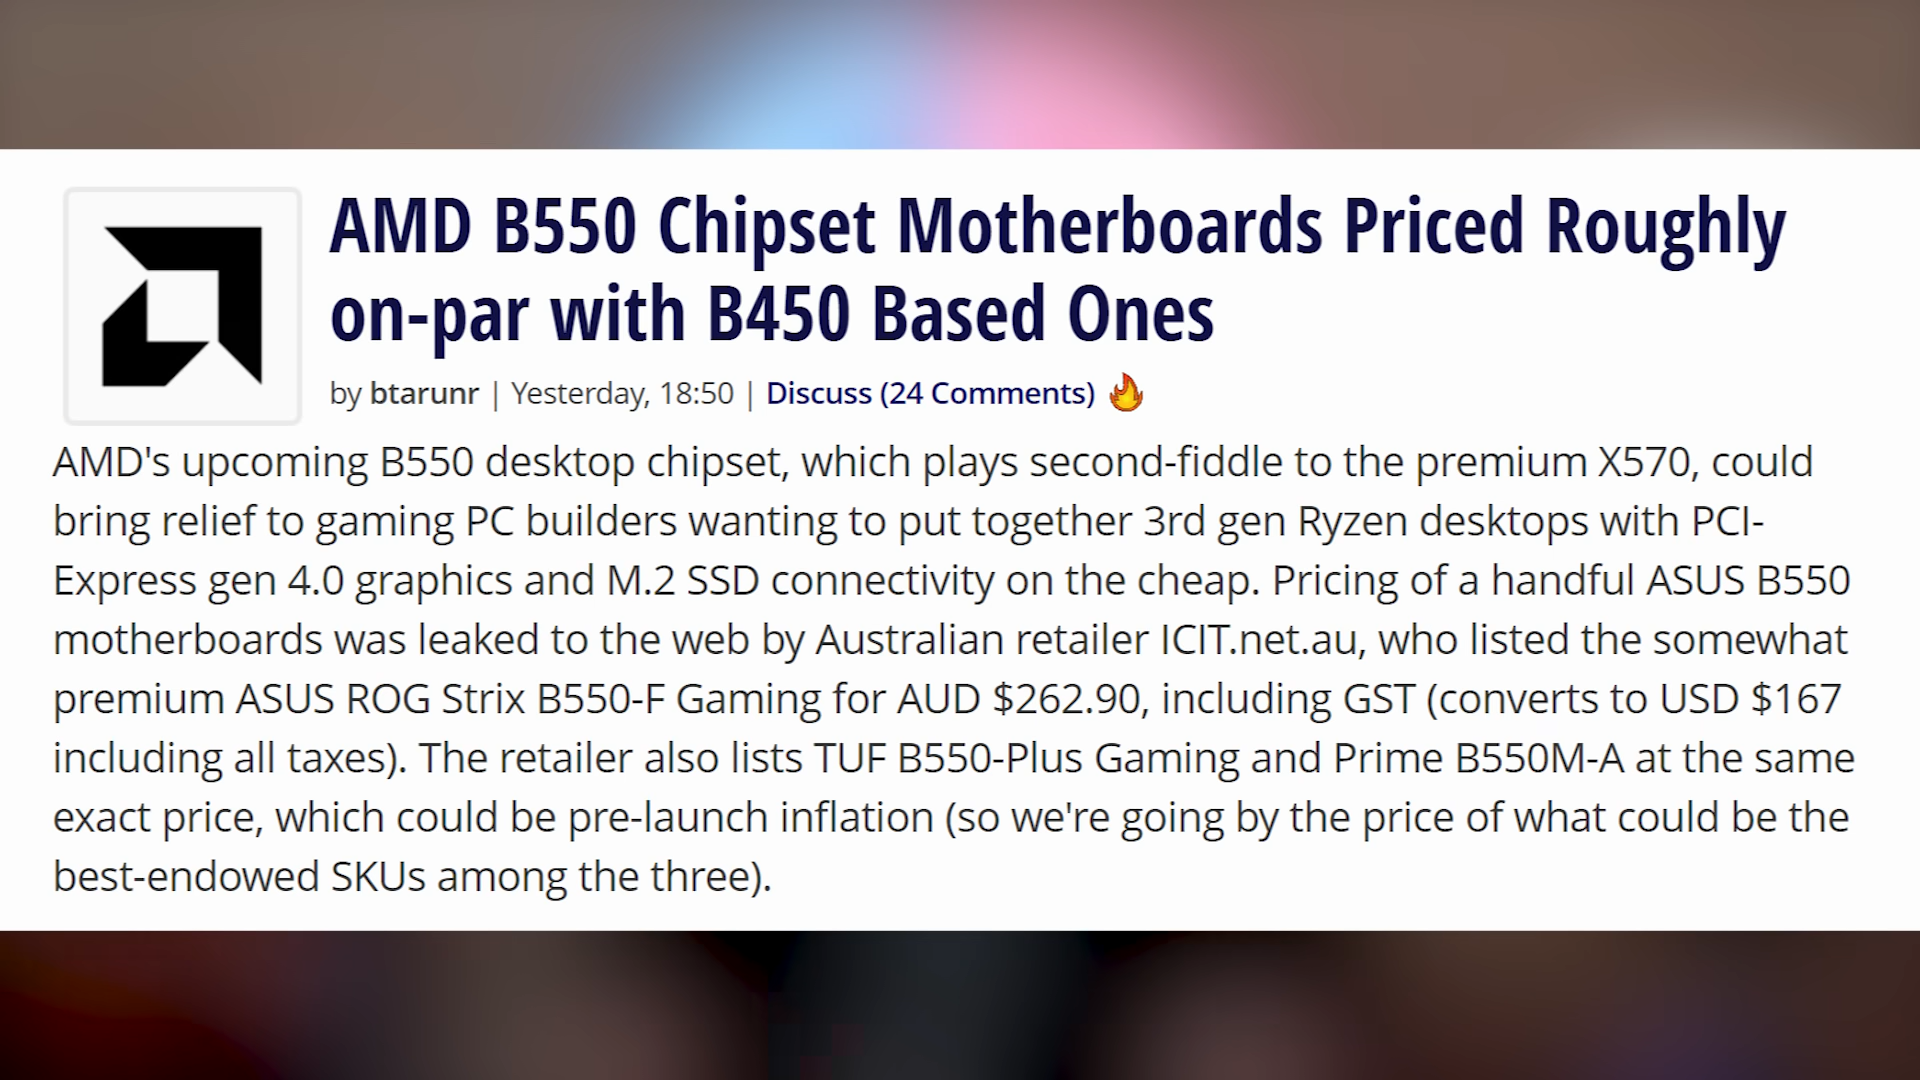 AMD B550 Chipset Motherboards Priced Roughly
on-par with B450 Based Ones
by btarunr | Yesterday, 18:50 | Discuss (24 Comments)
AMD's upcoming B550 desktop chipset, which plays second-fiddle to the premium X570, could
bring relief to gaming PC builders wanting to put together 3rd gen Ryzen desktops with PCI-
Express gen 4.0 graphics and M.2 SSD connectivity on the cheap. Pricing of a handful ASUS B550
motherboards was leaked to the web by Australian retailer ICIT.net.au, who listed the somewhat
premium ASUS ROG Strix B550-F Gaming for AUD $262.90, including GST (converts to USD $167
including all taxes). The retailer also lists TUF B550-Plus Gaming and Prime B550M-A at the same
exact price, which could be pre-launch inflation (so we're going by the price of what could be the
best-endowed SKUs among the three).